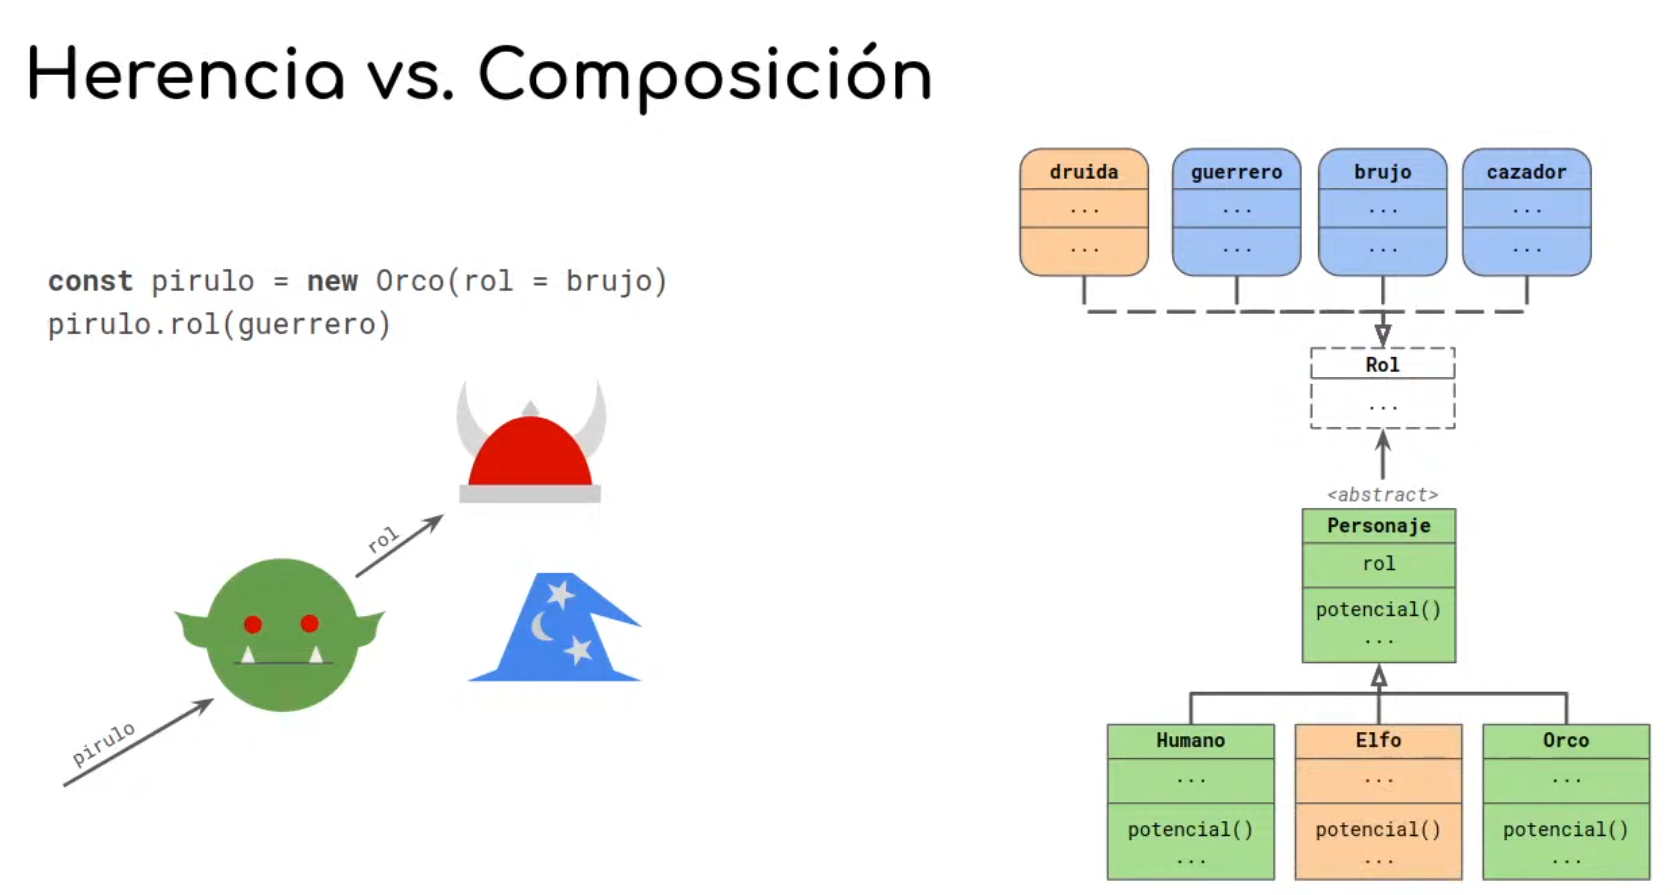 Herencia vs. Composición
const pirulo = new Orco(rol = brujo)
pirulo.rol(guerrero)
rol
pirulo
druida
...
...
guerrero
...
...
brujo
...
...
cazador
...
...
Rol
...
<abstract>
Personaje
rol
potencial()
...
Humano
...
potencial()
...
Elfo
...
potencial()
...
Orco
...
potencial()
...